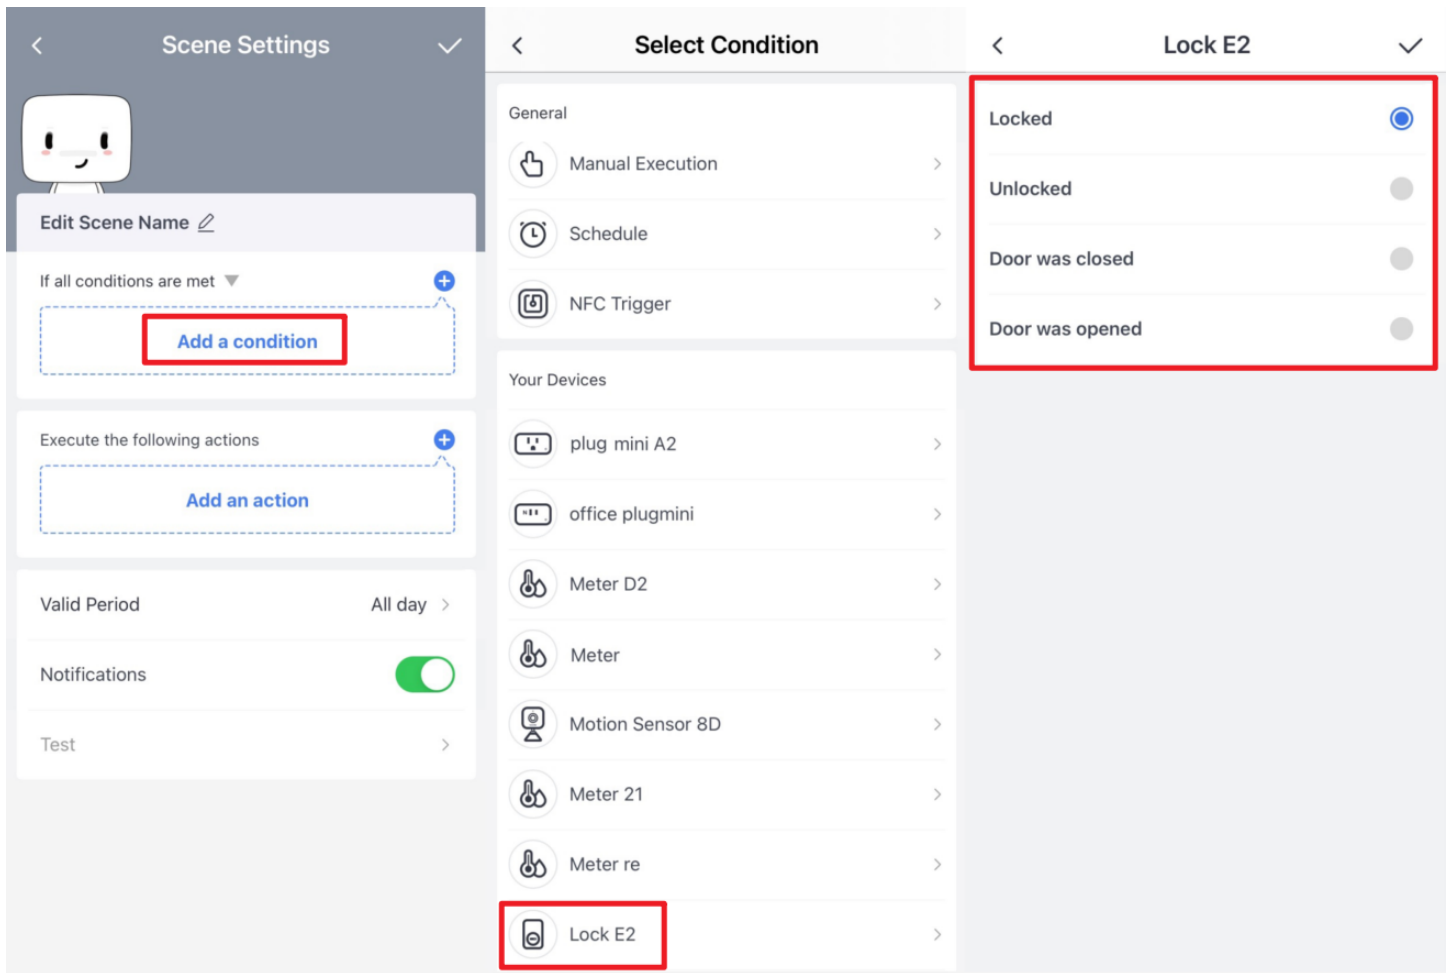 Scene Settings
Edit Scene Name
If all conditions are met
Add a condition
Execute the following actions
Add an action
Valid Period All day
Notifications
Test
Select Condition
General
Manual Execution
Schedule
NFC Trigger
Your Devices
plug mini A2
office plugmini
Meter D2
Meter
Motion Sensor 8D
Meter 21
Meter re
Lock E2
Lock E2
Locked
Unlocked
Door was closed
Door was opened